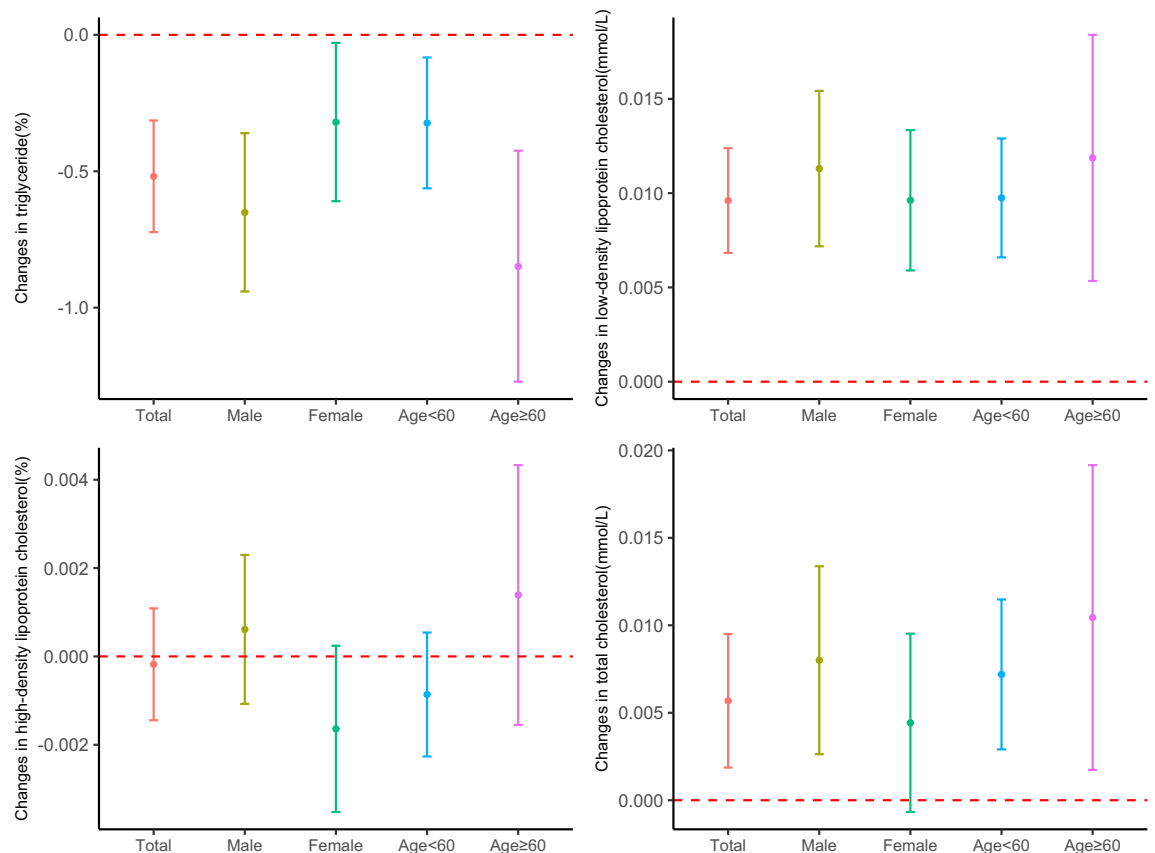 Changes in triglyceride(%)
0.0
-0.5
-1.0
Total Male Female Age<60 Age≥60
Changes in low-density lipoprotein cholesterol(mmol/L)
0.015
0.010
0.005
0.000
Total Male Female Age<60 Age≥60
Changes in high-density lipoprotein cholesterol(%)
0.004
0.002
0.000
-0.002
Total Male Female Age<60 Age≥60
Changes in total cholesterol(mmol/L)
0.020
0.015
0.010
0.005
0.000
Total Male Female Age<60 Age≥60